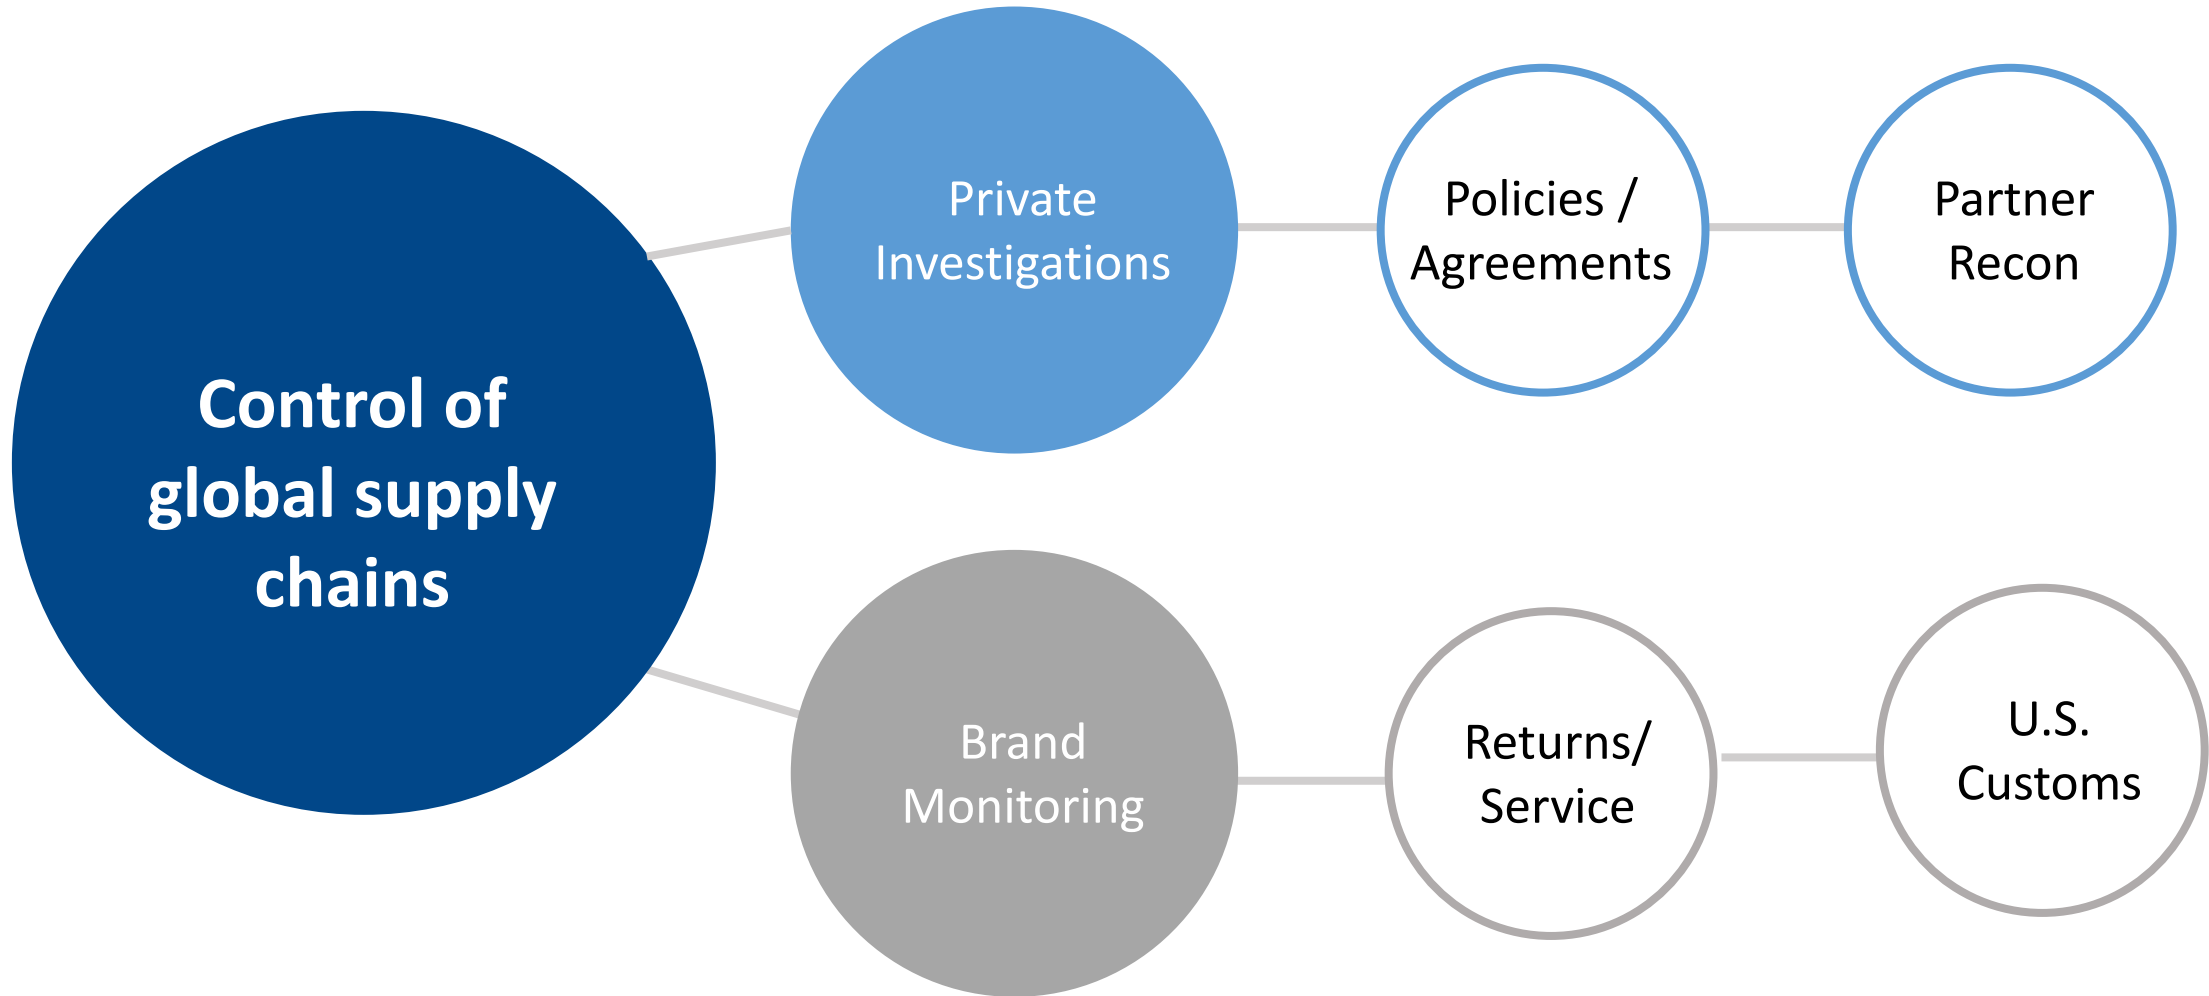 Control of
global supply
chains
Private
Investigations
Policies /
Agreements
Partner
Recon
Brand
Monitoring
Returns/
Service
U.S.
Customs